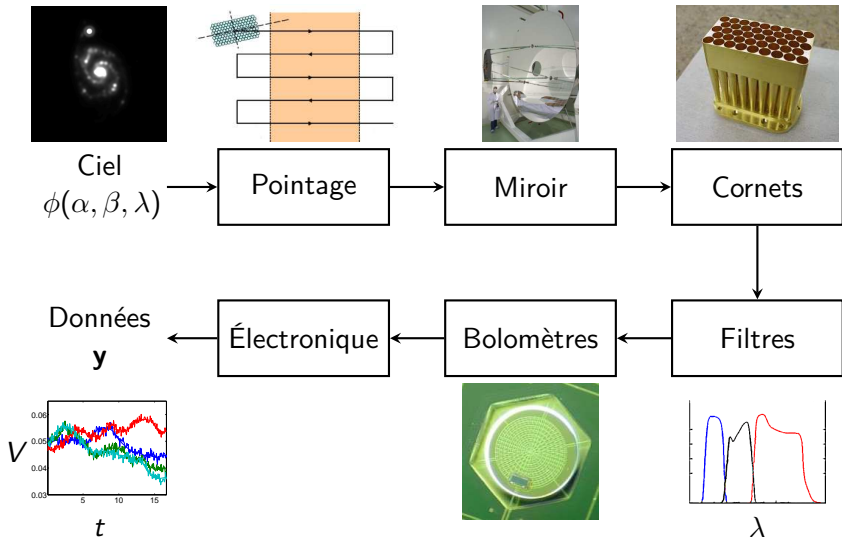 Ciel
ϕ(α, β, λ)
Pointage
Miroir
Cornets
Données
y
Électronique
Bolomètres
Filtres
0.06
0.05
V
0.04
0.03
5 10 15
t
λ